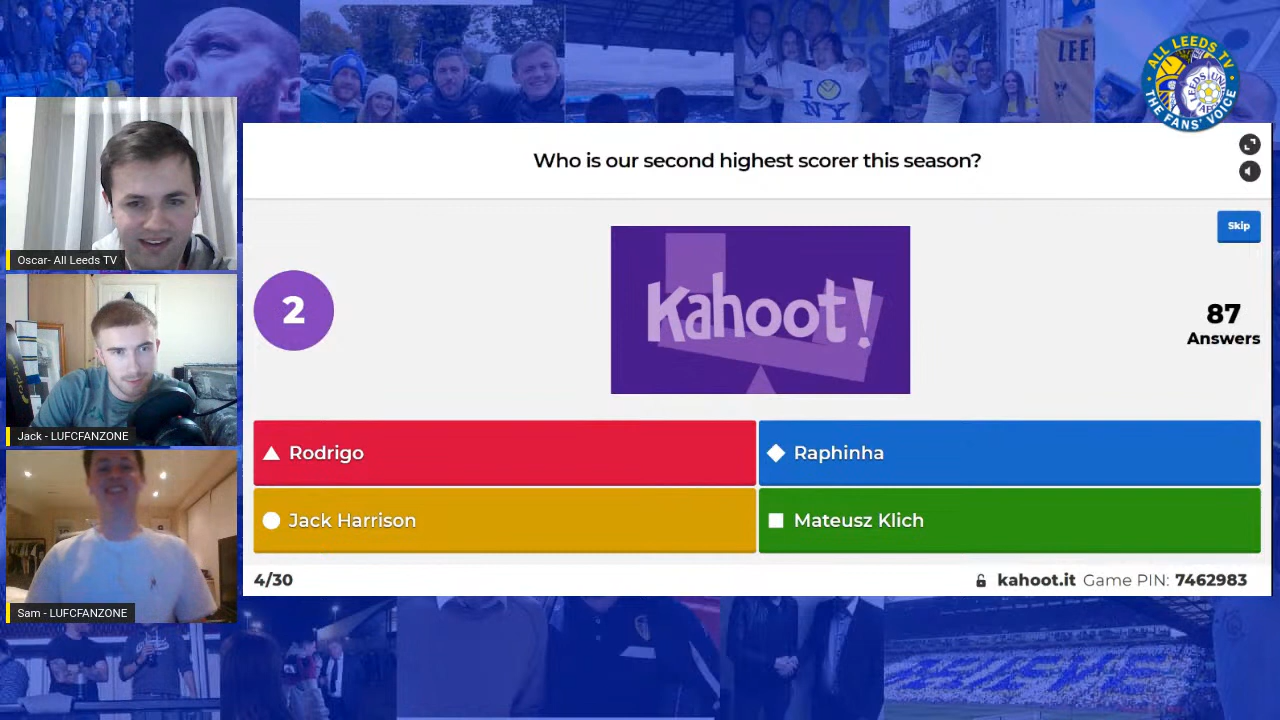 I
NY
LEE
ALL LEEDS TV
THE FANS' VOICE
Who is our second highest scorer this season?
Skip
Oscar- All Leeds TV
2
Kahoot!
87
Answers
Jack - LUFCFANZONE
Rodrigo
Raphinha
Jack Harrison
Mateusz Klich
4/30
kahoot.it Game PIN: 7462983
Sam - LUFCFANZONE